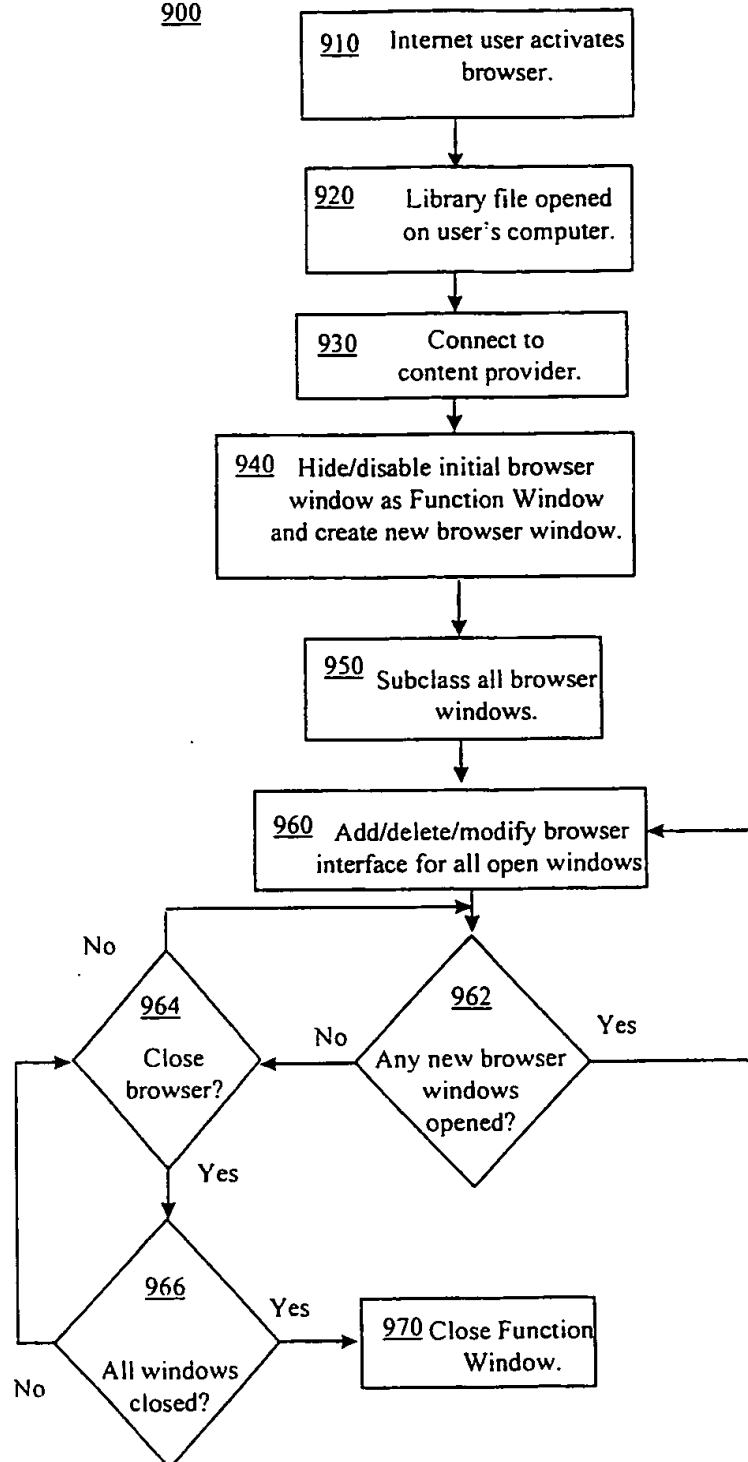 900
910 Internet user activates
browser.
920 Library file opened
on user's computer.
930 Connect to
content provider.
940 Hide/disable initial browser
window as Function Window
and create new browser window.
950 Subclass all browser
windows.
960 Add/delete/modify browser
interface for all open windows
No
964
Close
browser?
No
962
Any new browser
windows
opened?
Yes
Yes
966
All windows
closed?
No
Yes
970 Close Function
Window.